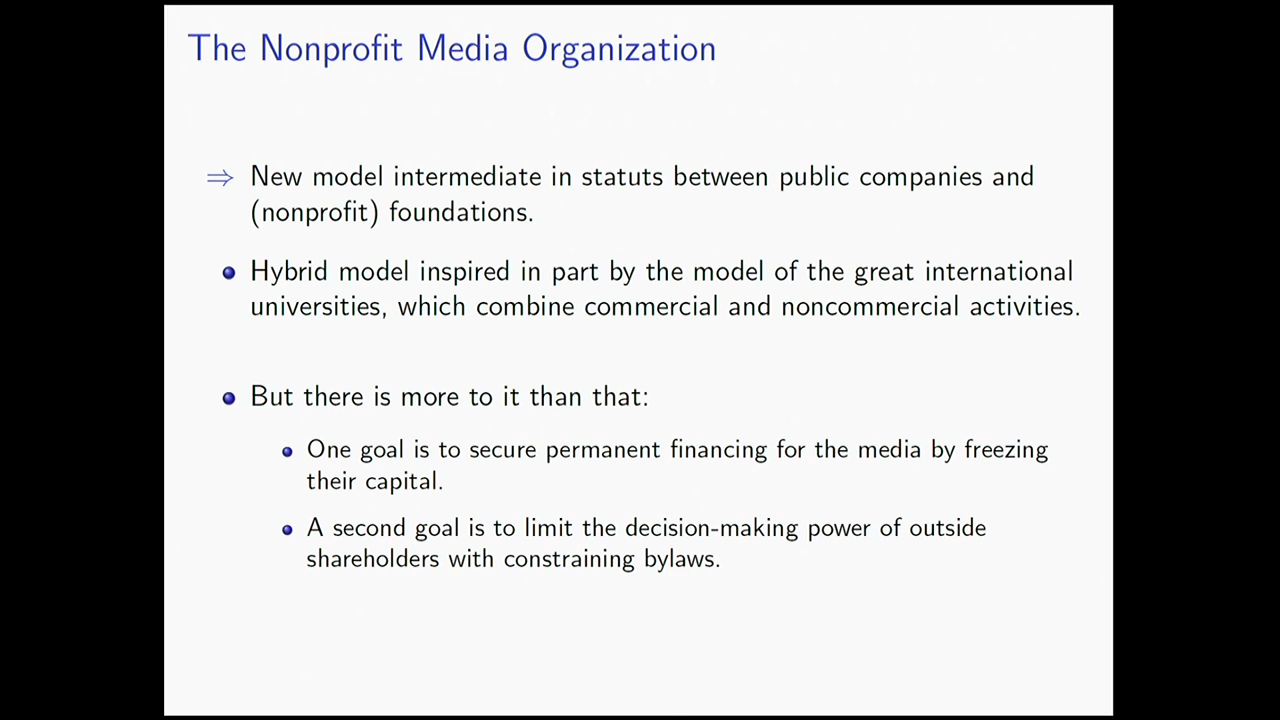 The Nonprofit Media Organization
⇒ New model intermediate in statuts between public companies and
(nonprofit) foundations.
Hybrid model inspired in part by the model of the great international
universities, which combine commercial and noncommercial activities.
But there is more to it than that:
One goal is to secure permanent financing for the media by freezing
their capital.
A second goal is to limit the decision-making power of outside
shareholders with constraining bylaws.